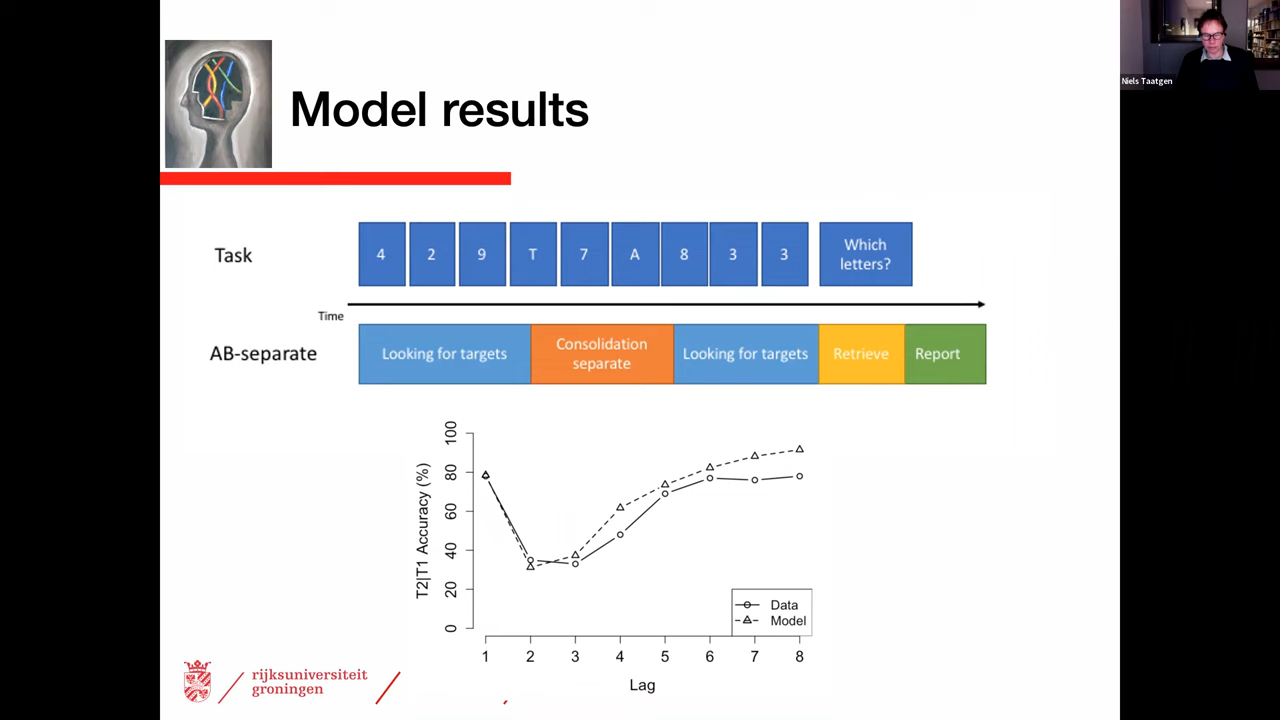 Niels Taatgen
Model results
Task
4 2 9 T 7 A 8 3 3 Which
letters?
Time
AB-separate
Looking for targets
Consolidation
separate
Looking for targets
Retrieve
Report
T2|T1 Accuracy (%)
100
80
60
40
20
0
Data
Model
1 2 3 4 5 6 7 8
Lag
rijksuniversiteit
groningen